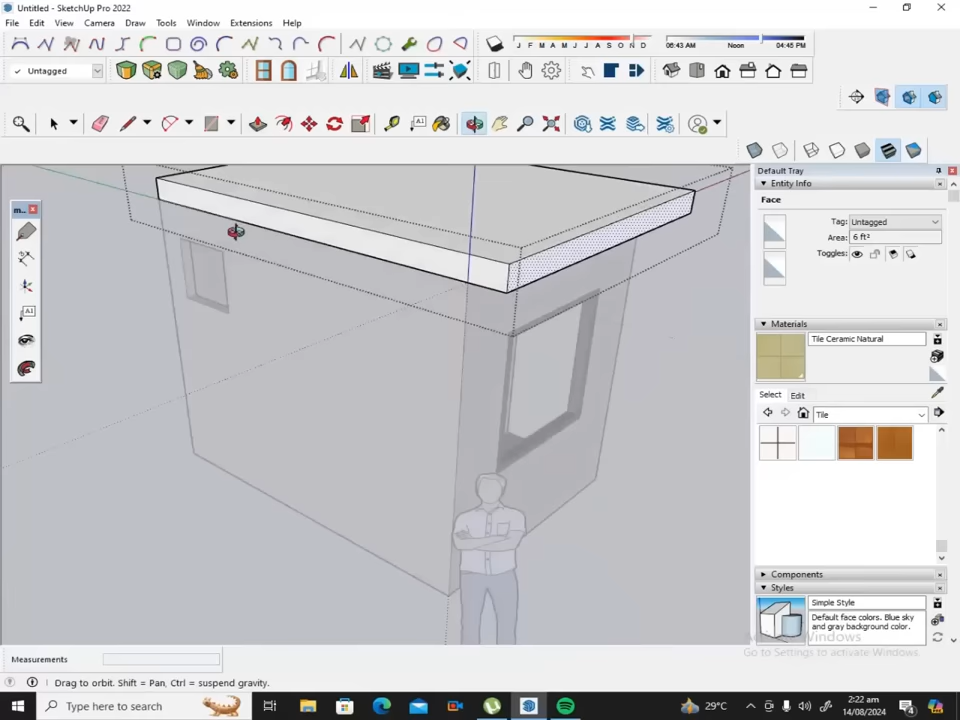 Untitled - SketchUp Pro 2022
File Edit View Camera Draw Tools Window Extensions Help
J F M A M J J A S O N D 06:43 AM Noon 04:45 PM
Untagged
Default Tray
Entity Info
Face
Tag: Untagged
Area: 6 ft²
Toggles:
m...
A1
Materials
Tile Ceramic Natural
Select Edit
Tile
Components
Styles
Simple Style
Default face colors. Blue sky
and gray background color.
Activate Windows
Go to Settings to activate Windows.
Measurements
Drag to orbit. Shift = Pan, Ctrl = suspend gravity.
Type here to search
29°C
2:22 am
14/08/2024
4